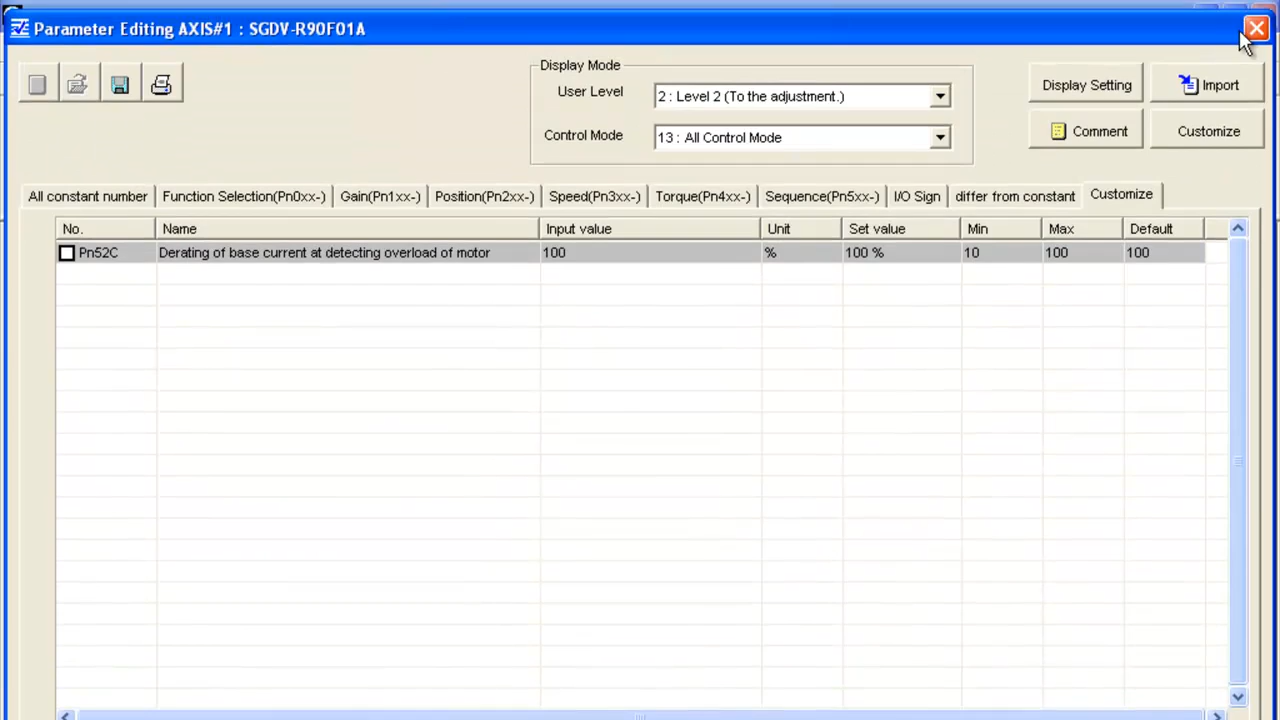 Parameter Editing AXIS#1 : SGDV-R90F01A
Display Mode
User Level 2 : Level 2 (To the adjustment.)
Control Mode 13 : All Control Mode
Display Setting Import
Comment Customize
All constant number Function Selection(Pn0xx-) Gain(Pn1xx-) Position(Pn2xx-) Speed(Pn3xx-) Torque(Pn4xx-) Sequence(Pn5xx-) I/O Sign differ from constant Customize
No. Name Input value Unit Set value Min Max Default
Pn52C Derating of base current at detecting overload of motor 100 % 100 % 10 100 100